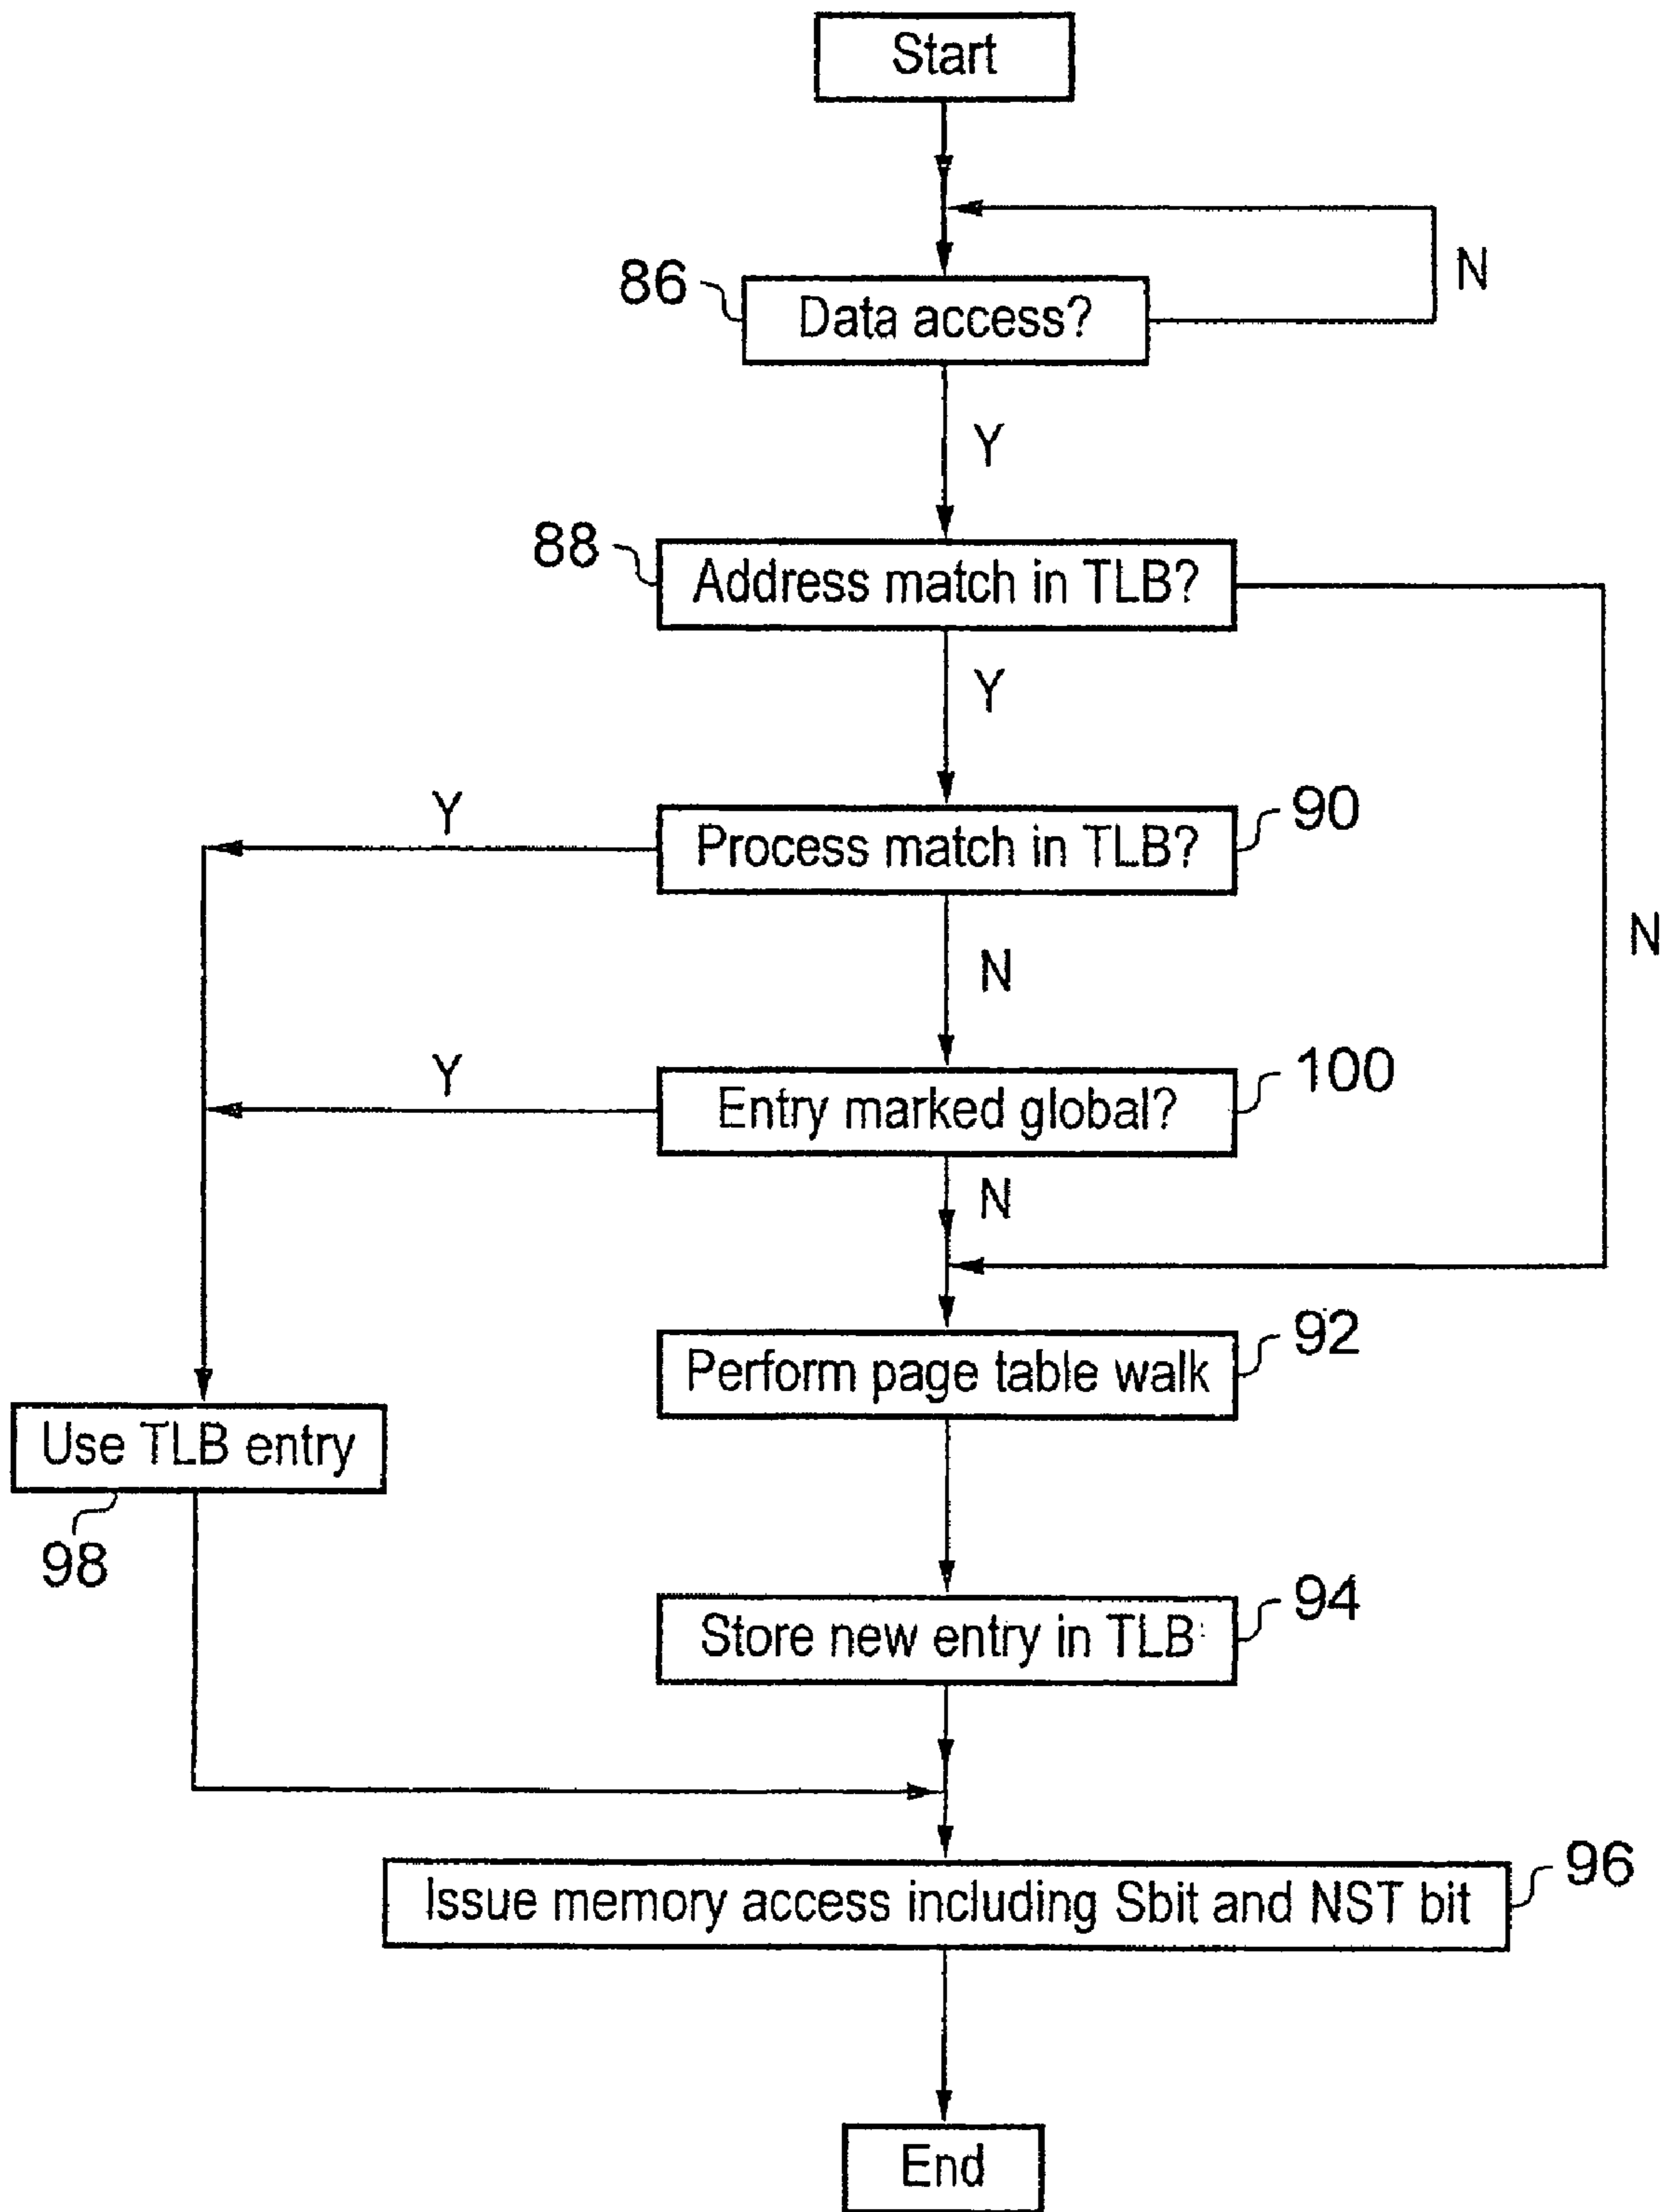 Start
N
86
Data access?
Y
88
Address match in TLB?
Y
Y
90
Process match in TLB?
N
N
Y
100
Entry marked global?
N
92
Perform page table walk
Use TLB entry
98
94
Store new entry in TLB
96
Issue memory access including Sbit and NST bit
End